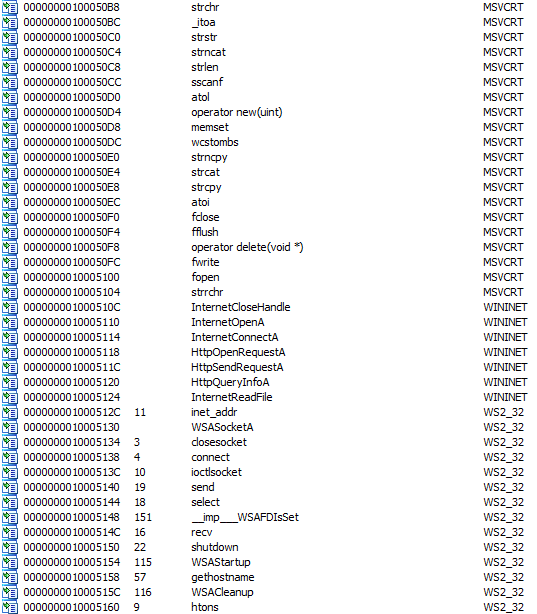 00000000100050B8 strchr MSVCRT
00000000100050BC _itoa MSVCRT
00000000100050C0 strstr MSVCRT
00000000100050C4 strncat MSVCRT
00000000100050C8 strlen MSVCRT
00000000100050CC sscanf MSVCRT
00000000100050D0 atol MSVCRT
00000000100050D4 operator new(uint) MSVCRT
00000000100050D8 memset MSVCRT
00000000100050DC wcstombs MSVCRT
00000000100050E0 strncpy MSVCRT
00000000100050E4 strcat MSVCRT
00000000100050E8 strcpy MSVCRT
00000000100050EC atoi MSVCRT
00000000100050F0 fclose MSVCRT
00000000100050F4 fflush MSVCRT
00000000100050F8 operator delete(void *) MSVCRT
00000000100050FC fwrite MSVCRT
0000000010005100 fopen MSVCRT
0000000010005104 strrchr MSVCRT
000000001000510C InternetCloseHandle WININET
0000000010005110 InternetOpenA WININET
0000000010005114 InternetConnectA WININET
0000000010005118 HttpOpenRequestA WININET
000000001000511C HttpSendRequestA WININET
0000000010005120 HttpQueryInfoA WININET
0000000010005124 InternetReadFile WININET
000000001000512C 11 inet_addr WS2_32
0000000010005130 WSASocketA WS2_32
0000000010005134 3 closesocket WS2_32
0000000010005138 4 connect WS2_32
000000001000513C 10 ioctlsocket WS2_32
0000000010005140 19 send WS2_32
0000000010005144 18 select WS2_32
0000000010005148 151 __imp___WSAFDIsSet WS2_32
000000001000514C 16 recv WS2_32
0000000010005150 22 shutdown WS2_32
0000000010005154 115 WSAStartup WS2_32
0000000010005158 57 gethostname WS2_32
000000001000515C 116 WSACleanup WS2_32
0000000010005160 9 htons WS2_32